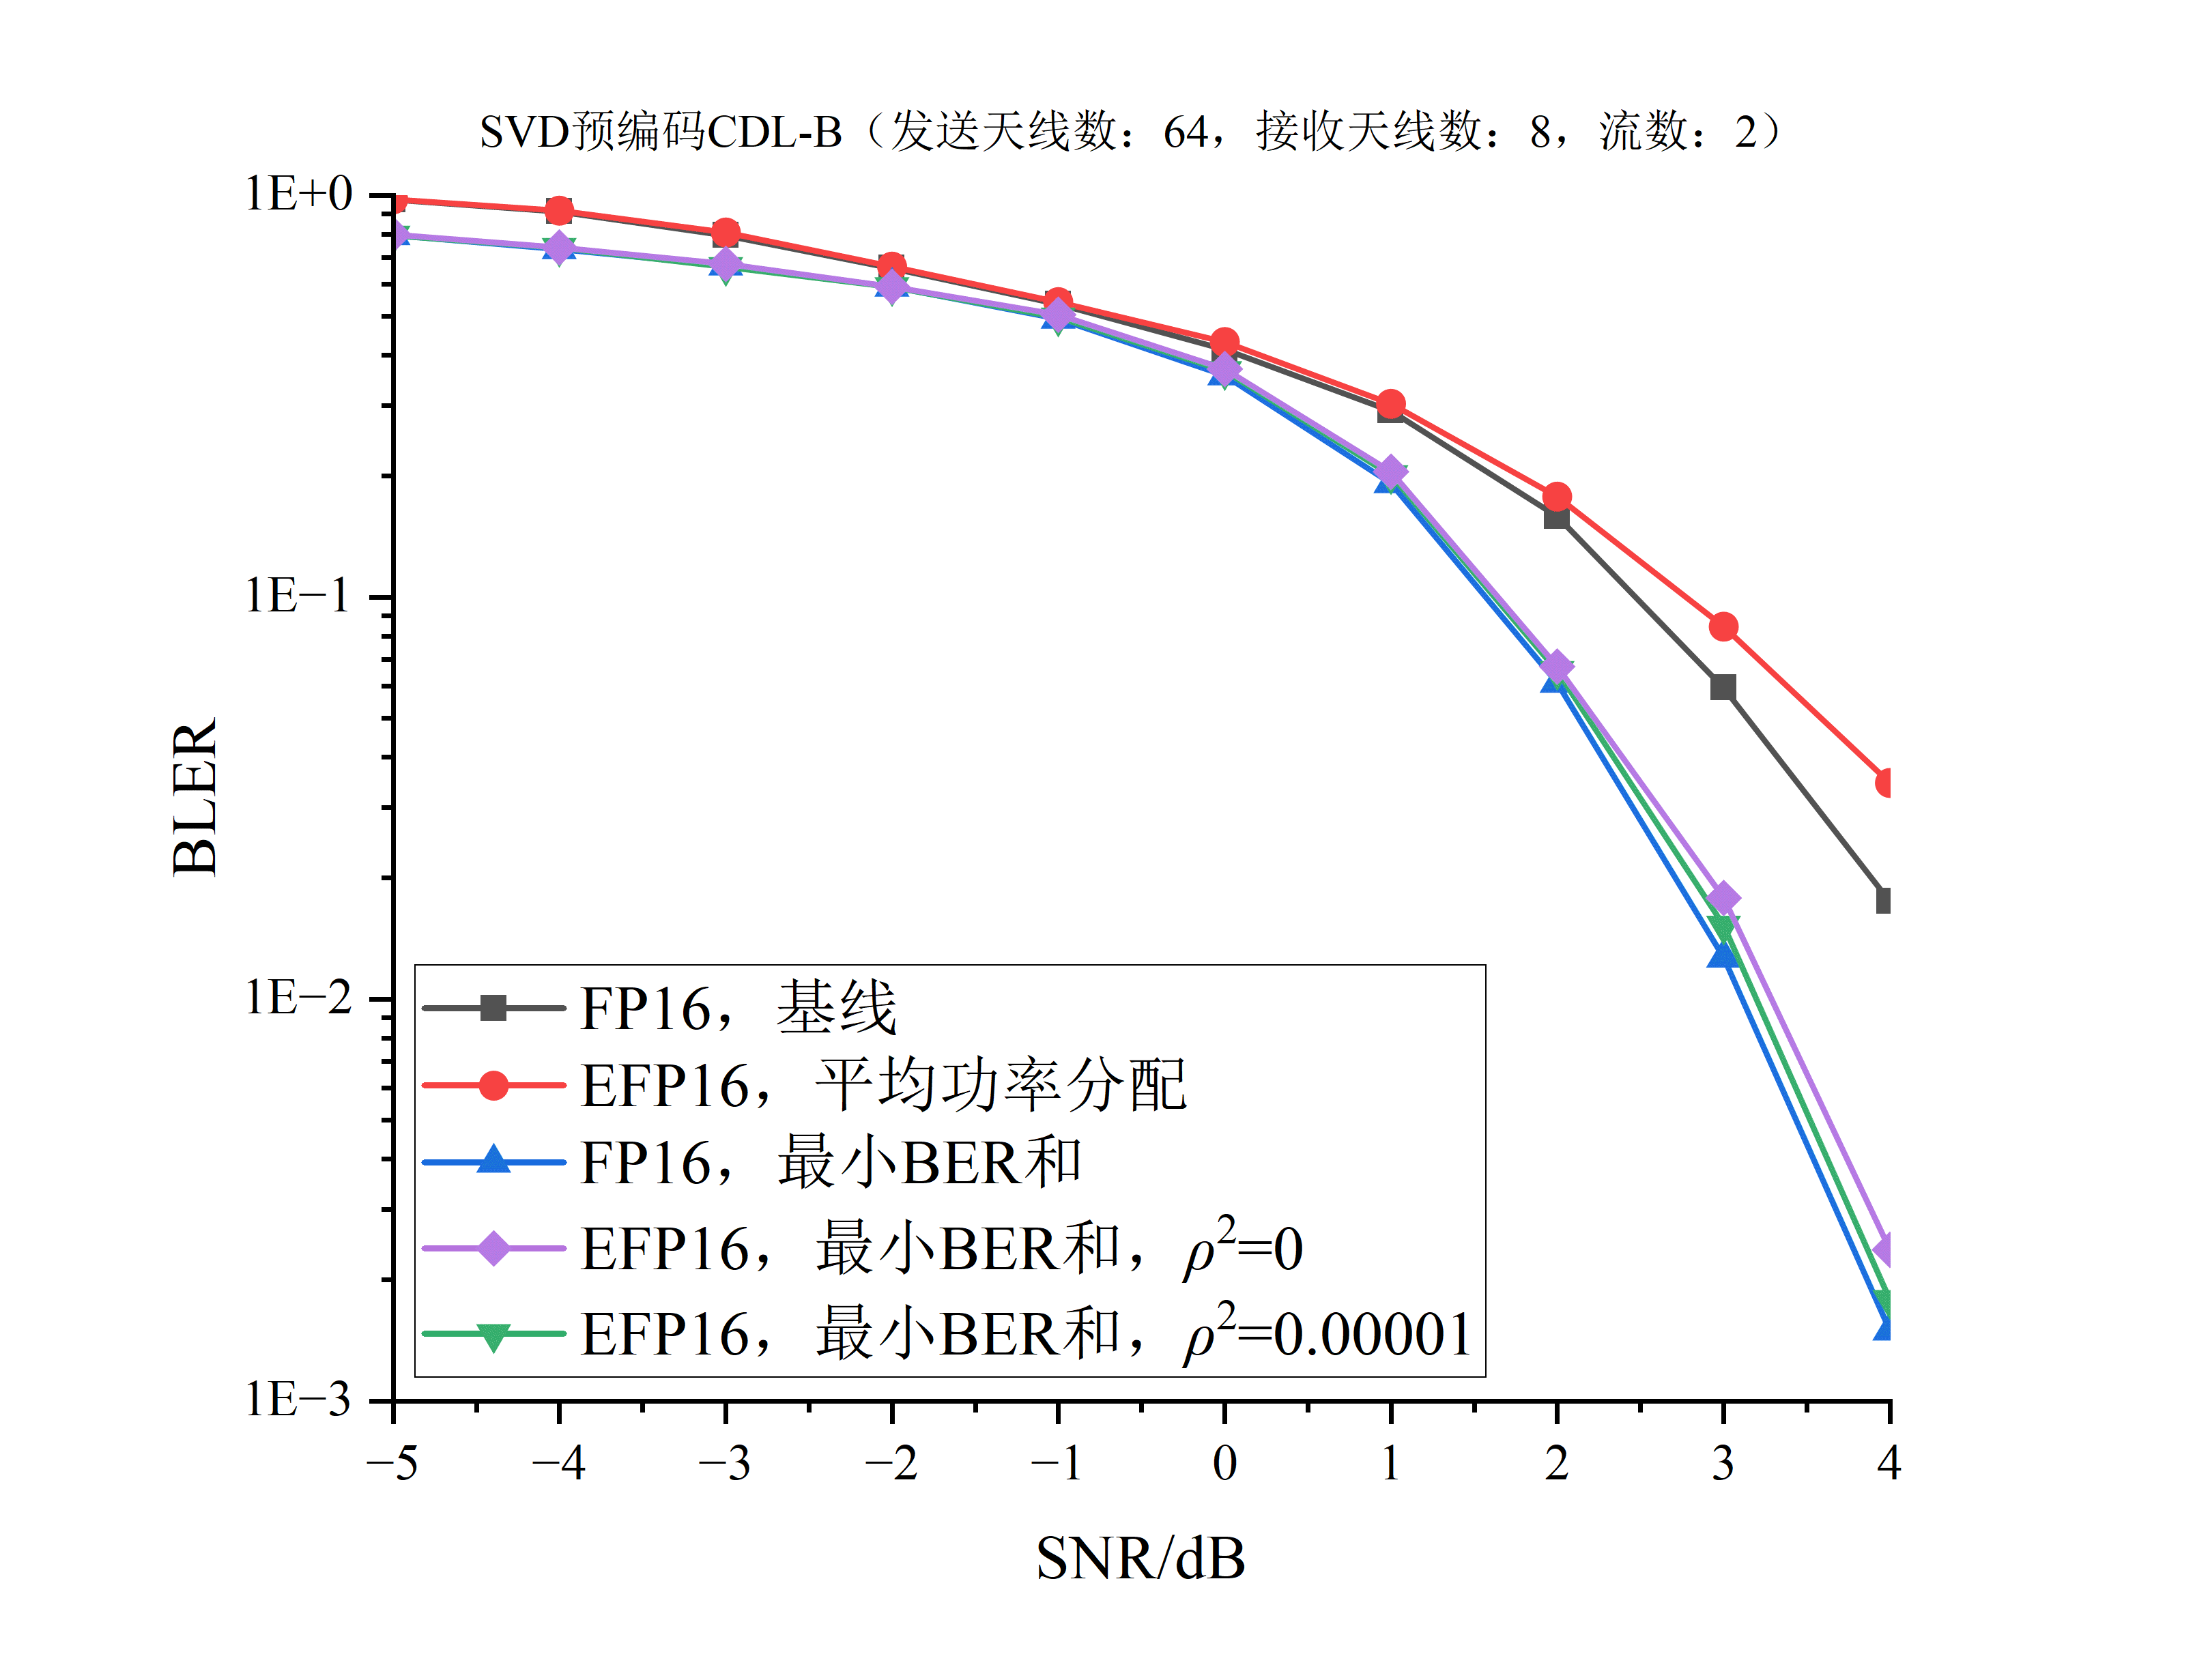 SVD预编码CDL-B（发送天线数：64，接收天线数：8，流数：2）
1E+0
1E−1
1E−2
1E−3
BLER
FP16，基线
EFP16，平均功率分配
FP16，最小BER和
EFP16，最小BER和，ρ²=0
EFP16，最小BER和，ρ²=0.00001
−5 −4 −3 −2 −1 0 1 2 3 4
SNR/dB